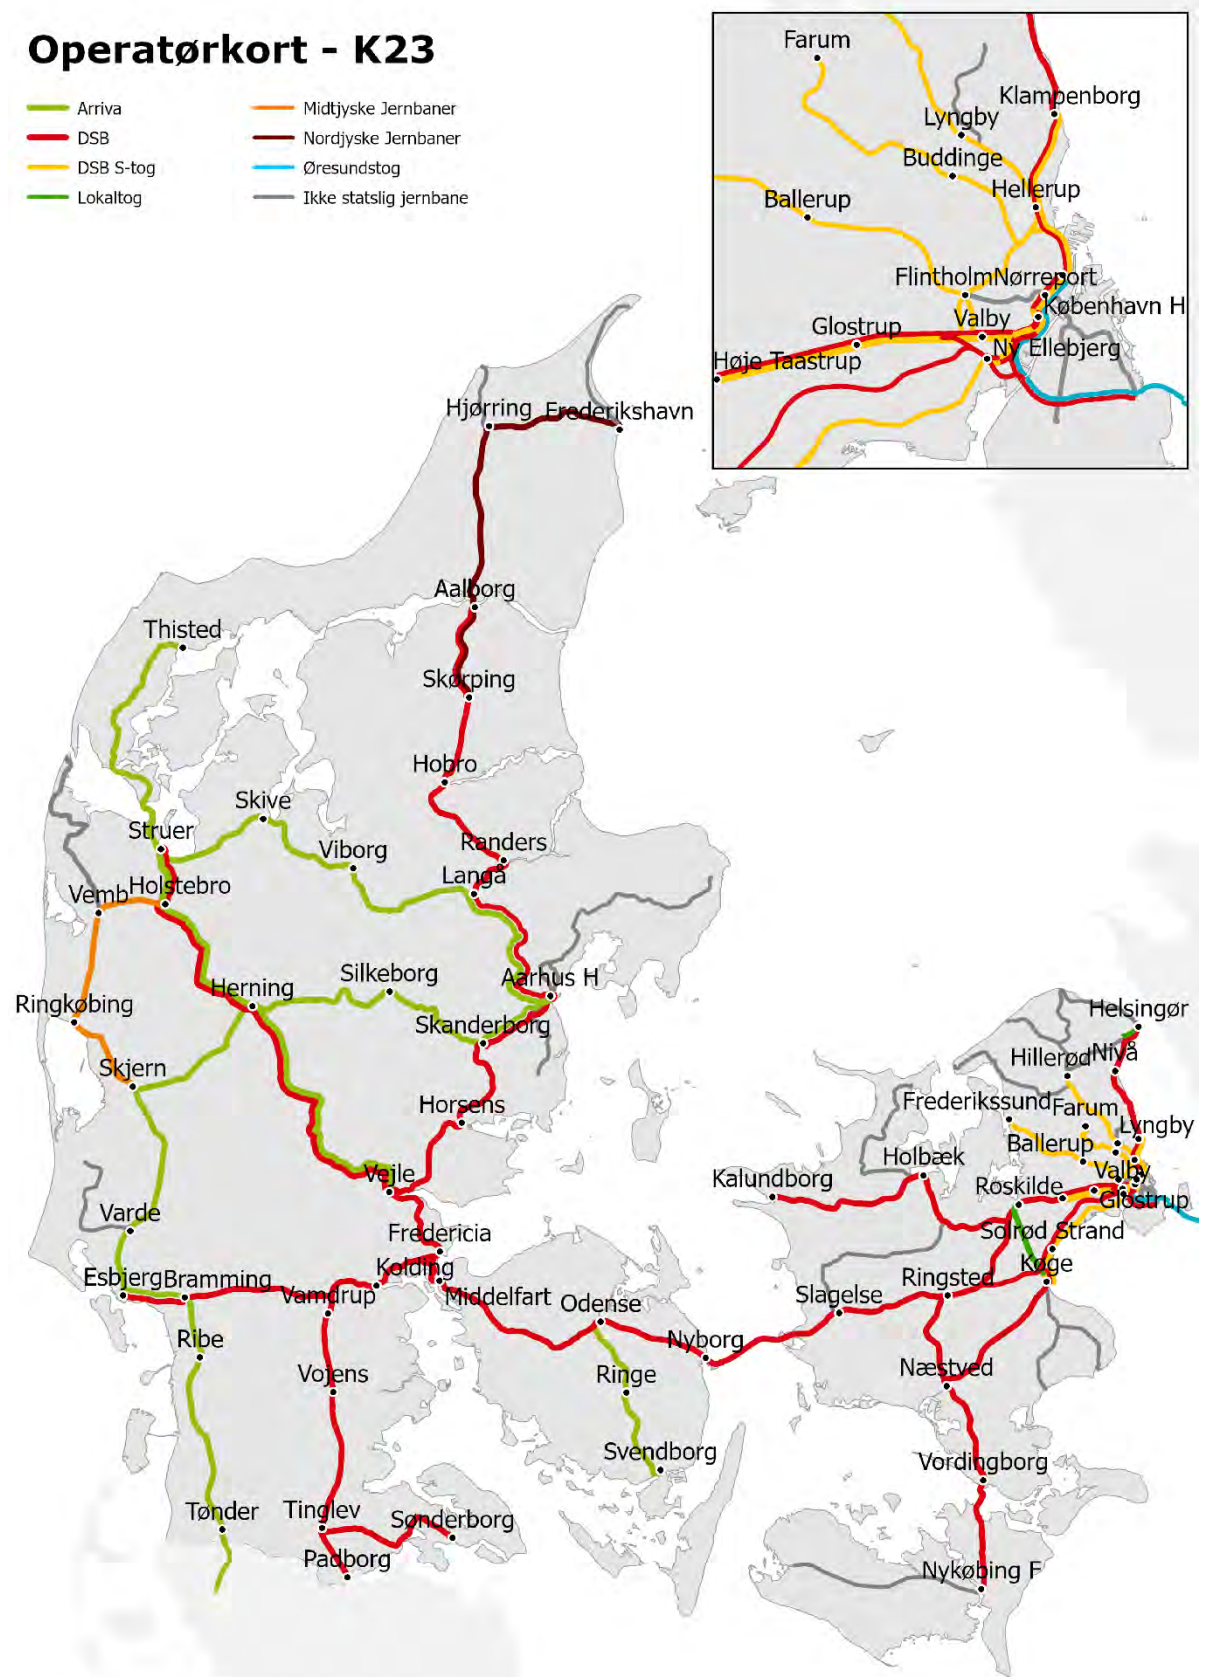 Operatørkort - K23
Arriva
DSB
DSB S-tog
Lokaltog
Midtjyske Jernbaner
Nordjyske Jernbaner
Øresundstog
Ikke statslig jernbane
Farum
Klampenborg
Lyngby
Buddinge
Hellerup
Ballerup
Flintholm
Nørreport
København H
Valby
Glostrup
Ny Ellebjerg
Høje Taastrup
Hjørring
Frederikshavn
Aalborg
Thisted
Skørping
Hobro
Skive
Struer
Viborg
Randers
Langå
Vemb
Holstebro
Silkeborg
Aarhus H
Herning
Ringkøbing
Skanderborg
Skjern
Horsens
Vejle
Varde
Fredericia
Kolding
Esbjerg
Bramming
Vamdrup
Middelfart
Odense
Nyborg
Ribe
Vojens
Ringe
Svendborg
Tønder
Tinglev
Sønderborg
Padborg
Helsingør
Hillerød
Nivå
Frederikssund
Farum
Lyngby
Ballerup
Holbæk
Valby
Kalundborg
Roskilde
Glostrup
Solrød Strand
Køge
Ringsted
Slagelse
Næstved
Vordingborg
Nykøbing F